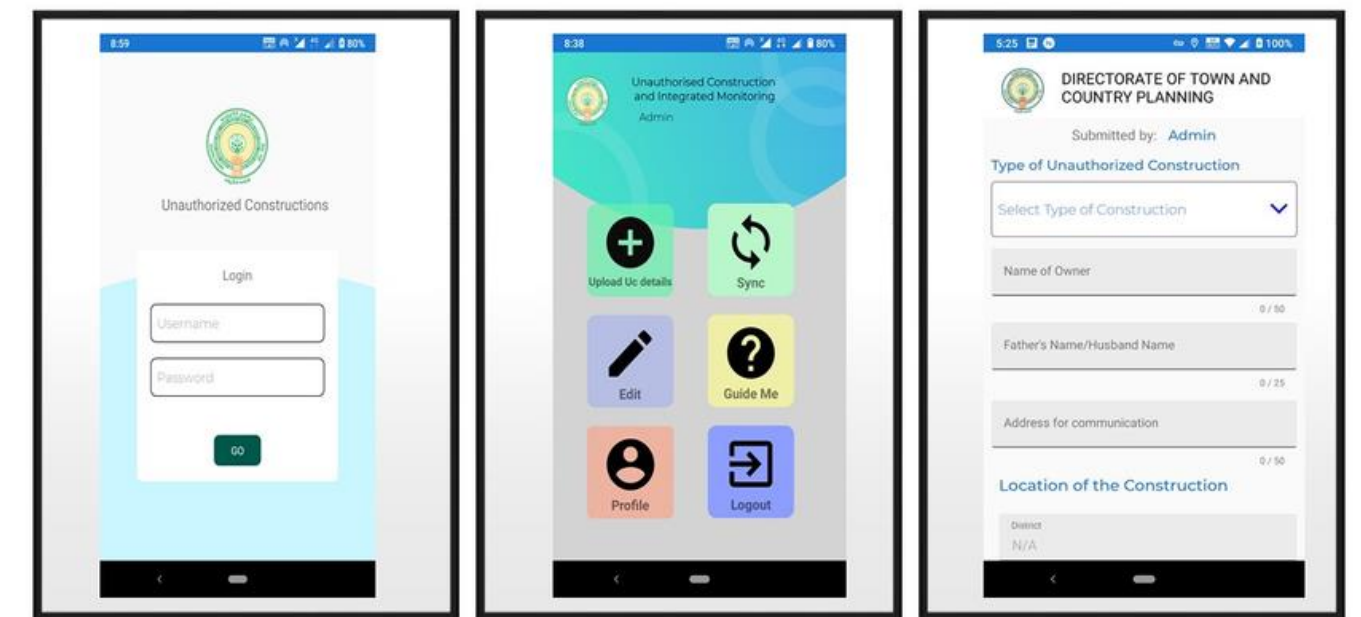 8:59
80%
Unauthorized Constructions
Login
Username
Password
GO
8:38
80%
Unauthorised Construction
and Integrated Monitoring
Admin
Upload Uc details
Sync
Edit
Guide Me
Profile
Logout
5:25
100%
DIRECTORATE OF TOWN AND
COUNTRY PLANNING
Submitted by: Admin
Type of Unauthorized Construction
Select Type of Construction
Name of Owner
0 / 50
Father's Name/Husband Name
0 / 25
Address for communication
0 / 50
Location of the Construction
District
N/A